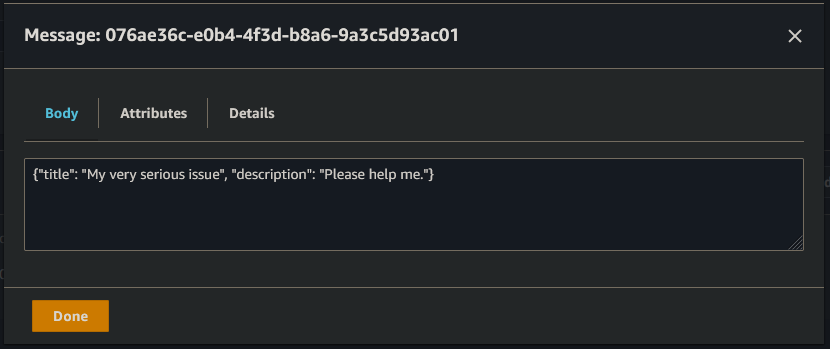 Message: 076ae36c-e0b4-4f3d-b8a6-9a3c5d93ac01
Body
Attributes
Details
{"title": "My very serious issue", "description": "Please help me."}
Done